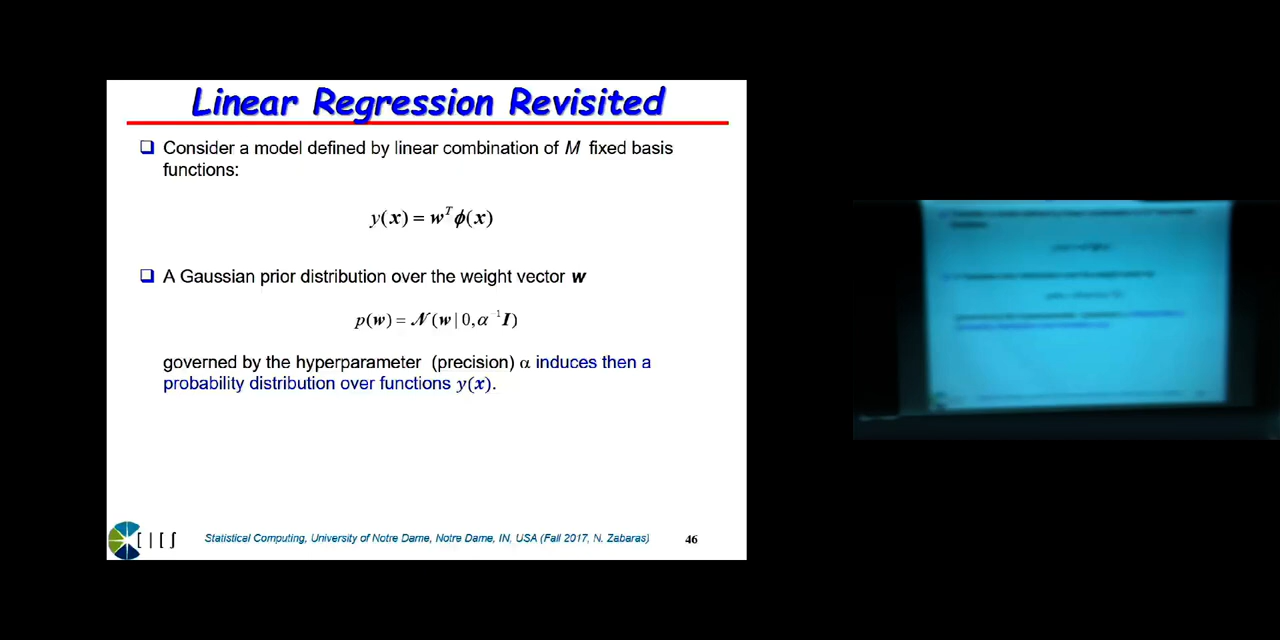 Linear Regression Revisited
Consider a model defined by linear combination of M fixed basis
functions:
y(x) = w^T ϕ(x)
A Gaussian prior distribution over the weight vector w
p(w) = 𝒩(w | 0, α⁻¹I)
governed by the hyperparameter (precision) α induces then a
probability distribution over functions y(x).
Statistical Computing, University of Notre Dame, Notre Dame, IN, USA (Fall 2017, N. Zabaras)
46